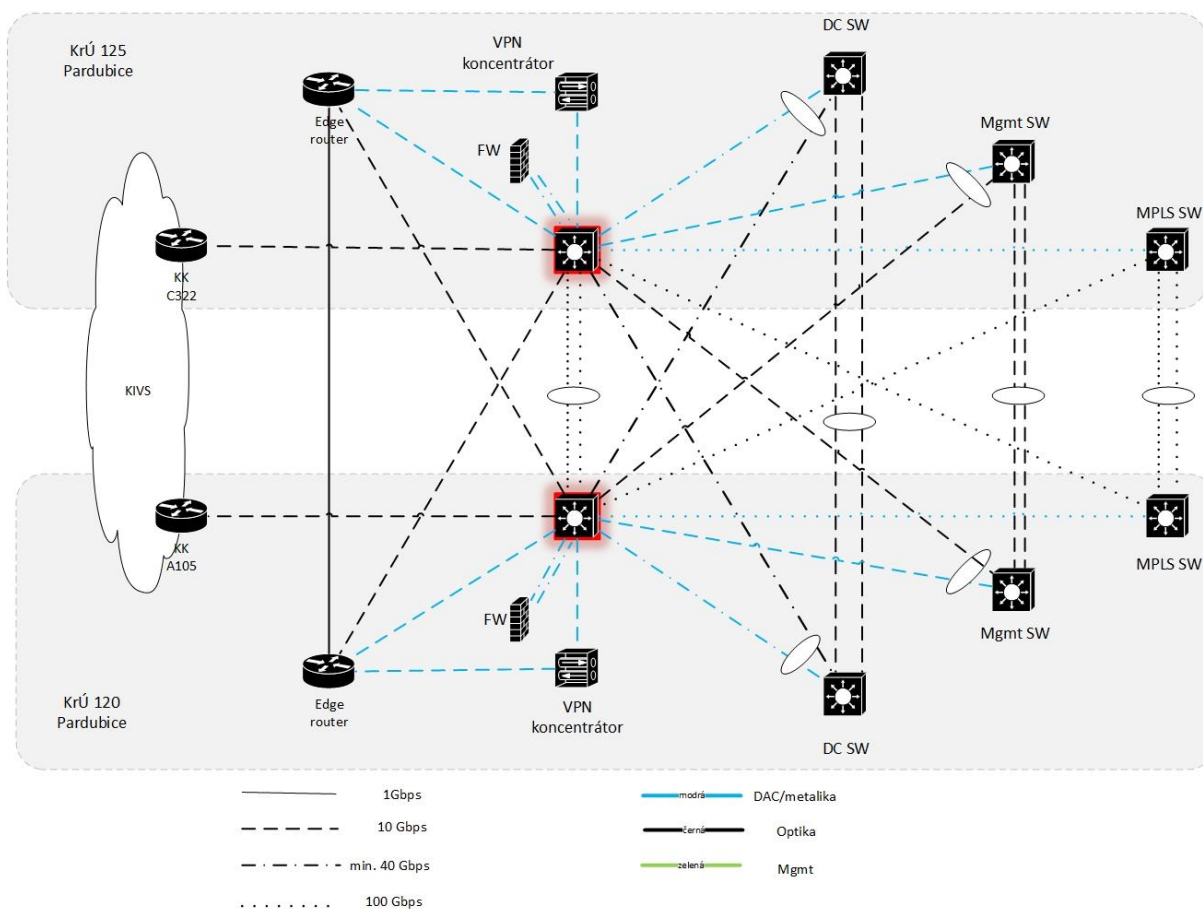 KrÚ 125
Pardubice
VPN
koncentrátor
DC SW
Edge
router
FW
Mgmt SW
MPLS SW
KK
C322
KIVS
KK
A105
MPLS SW
FW
Mgmt SW
Edge
router
VPN
koncentrátor
DC SW
KrÚ 120
Pardubice
1Gbps
modrá
DAC/metalika
10 Gbps
černá
Optika
min. 40 Gbps
zelená
Mgmt
100 Gbps